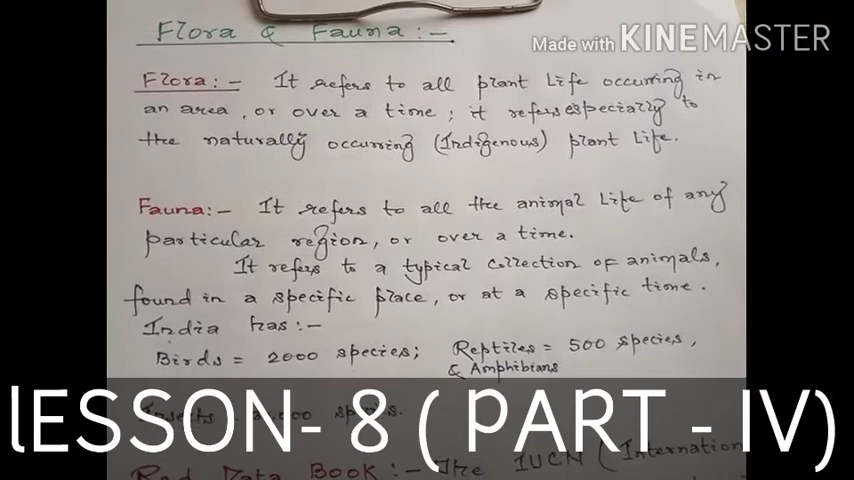 Flora & Fauna :-
Made with KINEMASTER
Flora :- It refers to all plant Life occurring in
an area, or over a time ; it refers especially to
the naturally occurring (Indigenous) plant Life.
Fauna :- It refers to all the animal Life of any
particular region, or over a time.
It refers to a typical collection of animals,
found in a specific place, or at a specific time.
India has :-
Birds = 2000 species; Reptiles = 500 species,
& Amphibians
lESSON- 8 ( PART - IV)
Insects
Red Data Book :- The IUCN (Internation